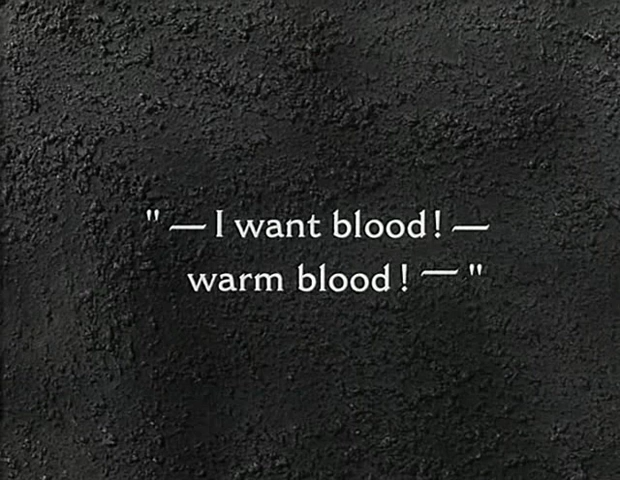 " — I want blood! —
warm blood! — "